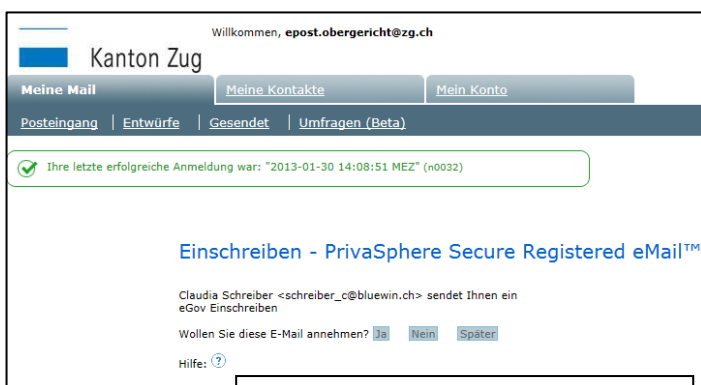 Willkommen, epost.obergericht@zg.ch
Kanton Zug
Meine Mail Meine Kontakte Mein Konto
Posteingang | Entwürfe | Gesendet | Umfragen (Beta)
Ihre letzte erfolgreiche Anmeldung war: "2013-01-30 14:08:51 MEZ" (n0032)
Einschreiben - PrivaSphere Secure Registered eMail™
Claudia Schreiber <schreiber_c@bluewin.ch> sendet Ihnen ein
eGov Einschreiben
Wollen Sie diese E-Mail annehmen? Ja Nein Später
Hilfe: ?